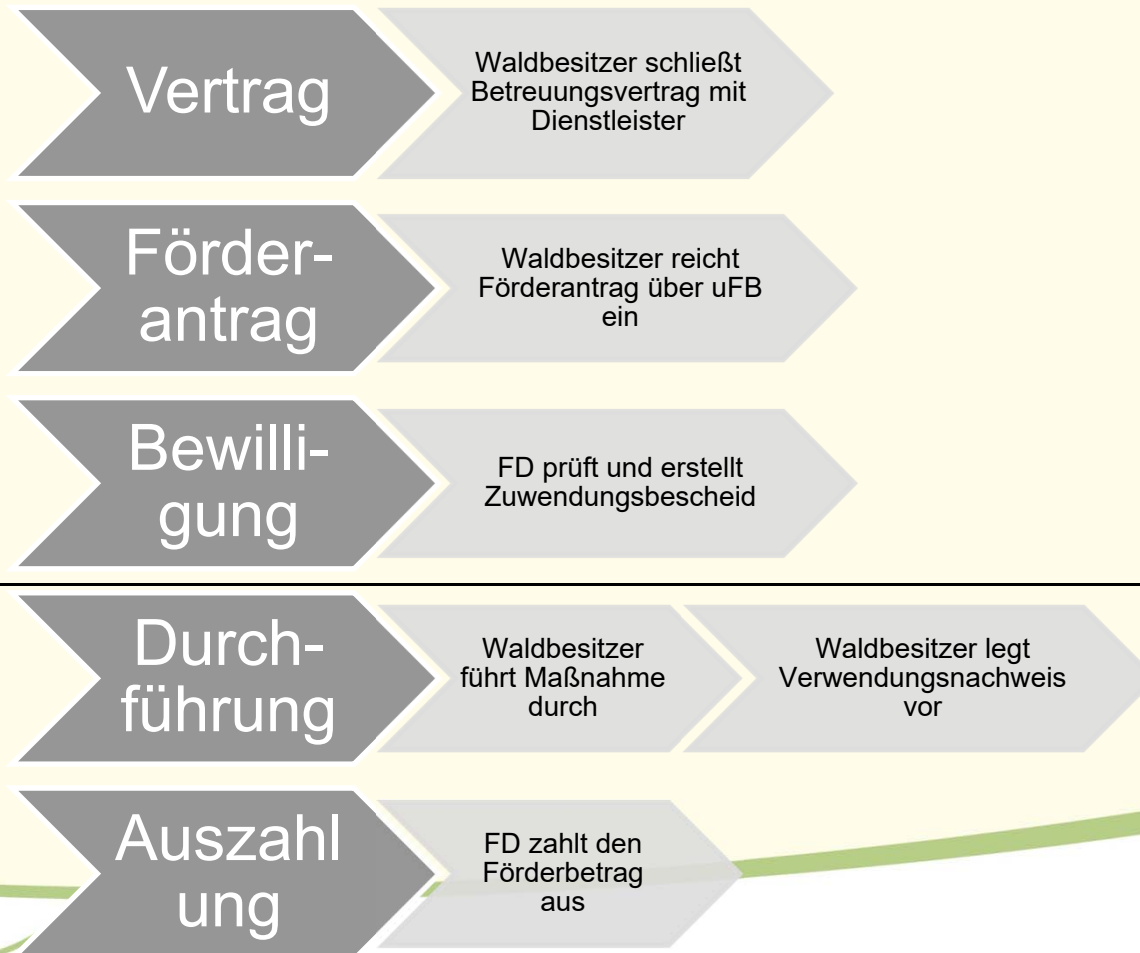 Vertrag
Waldbesitzer schließt
Betreuungsvertrag mit
Dienstleister
Förder-
antrag
Waldbesitzer reicht
Förderantrag über uFB
ein
Bewilli-
gung
FD prüft und erstellt
Zuwendungsbescheid
Durch-
führung
Waldbesitzer
führt Maßnahme
durch
Waldbesitzer legt
Verwendungsnachweis
vor
Auszahl
ung
FD zahlt den
Förderbetrag
aus